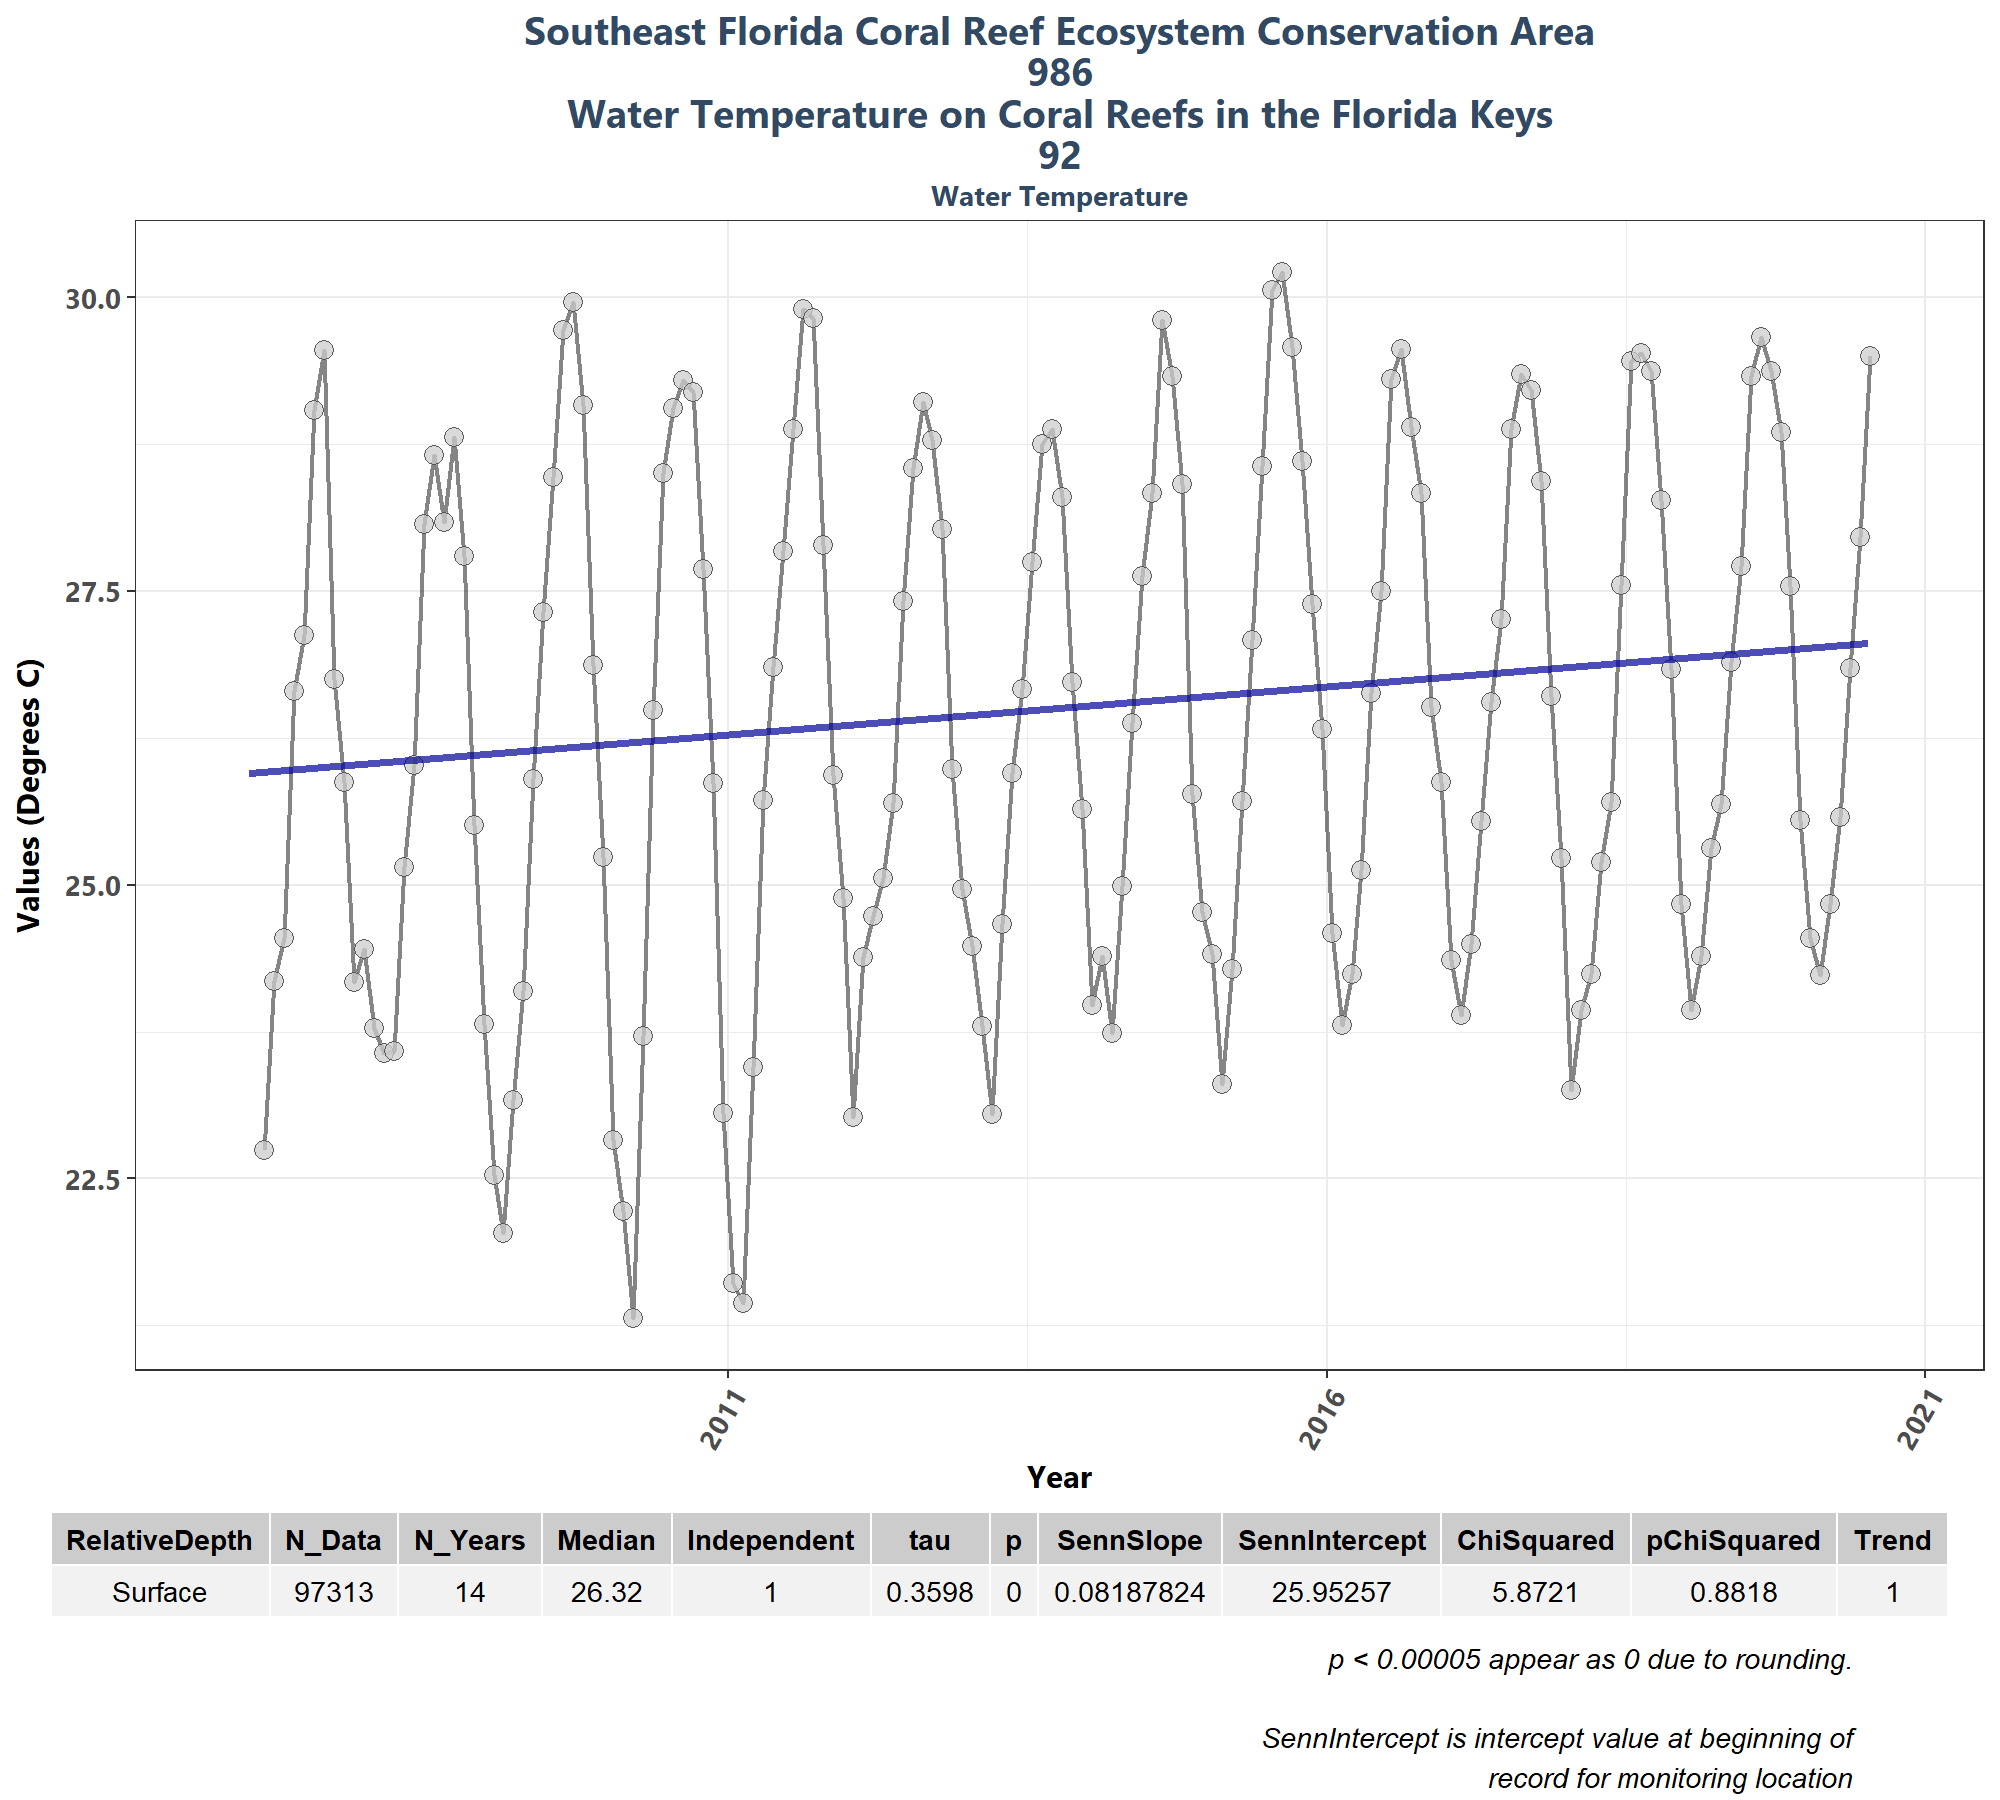 Southeast Florida Coral Reef Ecosystem Conservation Area
986
Water Temperature on Coral Reefs in the Florida Keys
92
Water Temperature
30.0
27.5
25.0
22.5
Values (Degrees C)
2011
2016
2021
Year
RelativeDepth N_Data N_Years Median Independent tau p SennSlope SennIntercept ChiSquared pChiSquared Trend
Surface 97313 14 26.32 1 0.3598 0 0.08187824 25.95257 5.8721 0.8818 1
p < 0.00005 appear as 0 due to rounding.
SennIntercept is intercept value at beginning of
record for monitoring location